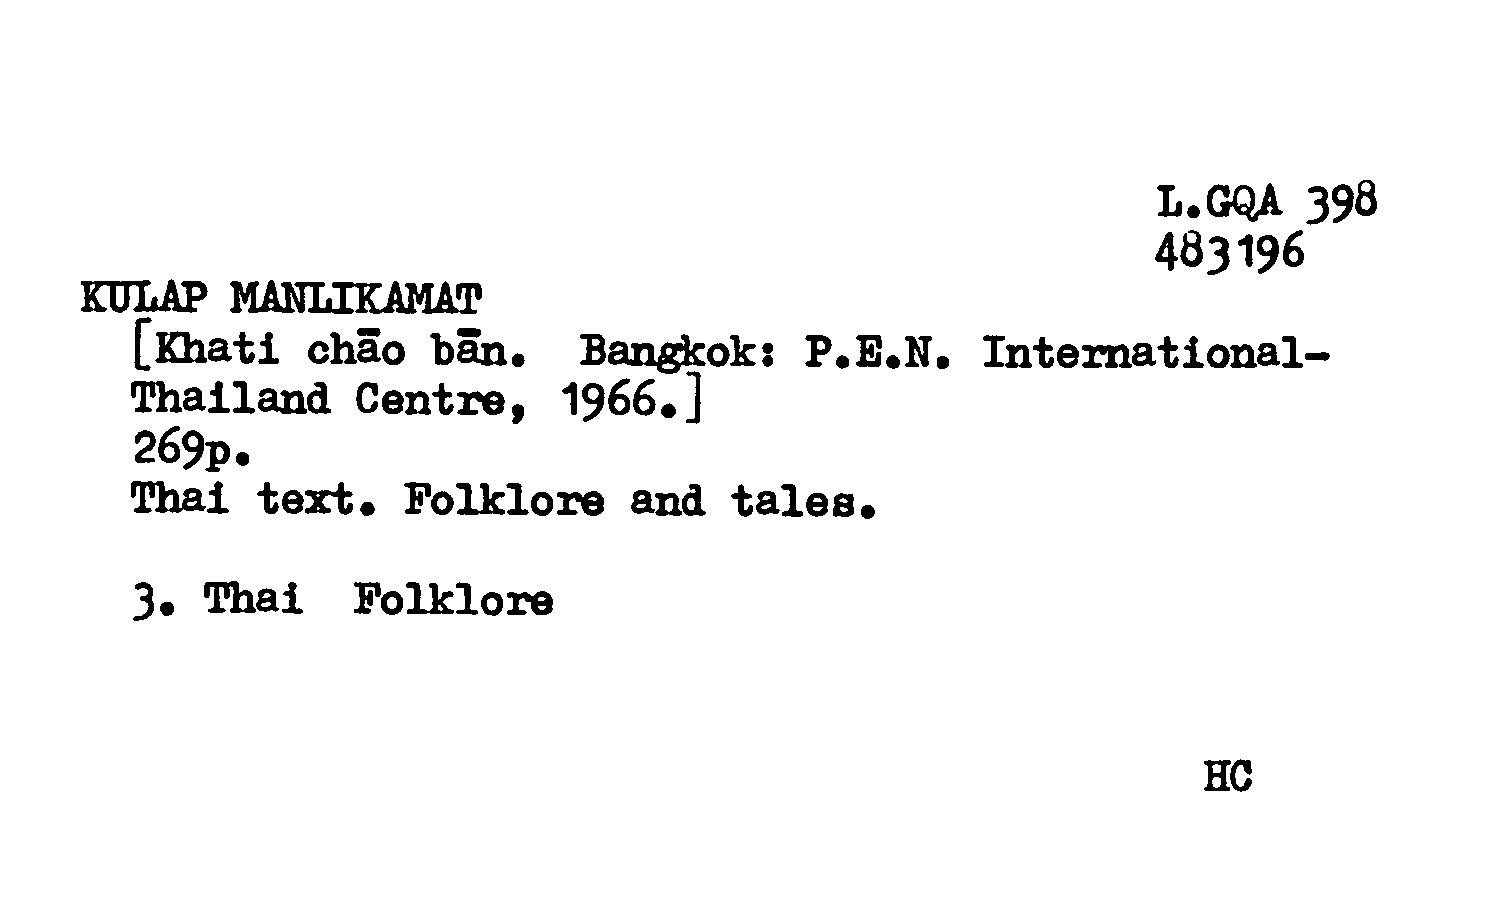 L.GQA 398
483196
KULAP MANLIKAMAT
[Khati chāo bān. Bangkok: P.E.N. International-
Thailand Centre, 1966.]
269p.
Thai text. Folklore and tales.
3. Thai Folklore
HC